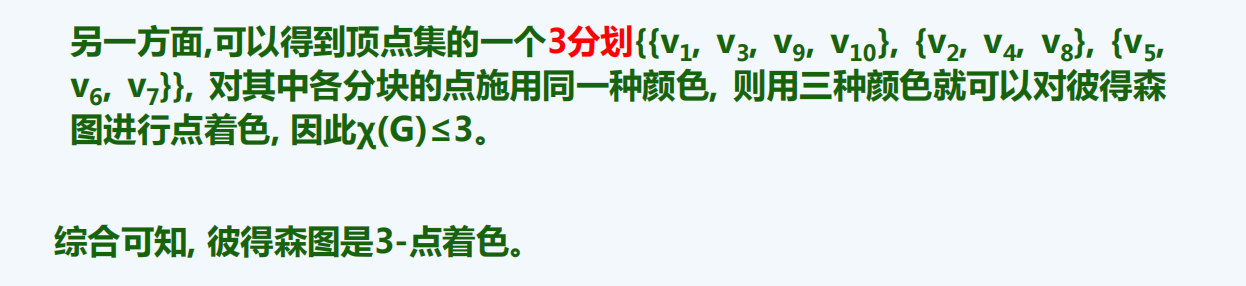 另一方面,可以得到顶点集的一个3分划{{v₁, v₃, v₉, v₁₀}, {v₂, v₄, v₈}, {v₅,
v₆, v₇}}, 对其中各分块的点施用同一种颜色, 则用三种颜色就可以对彼得森
图进行点着色, 因此χ(G)≤3。
综合可知, 彼得森图是3-点着色。